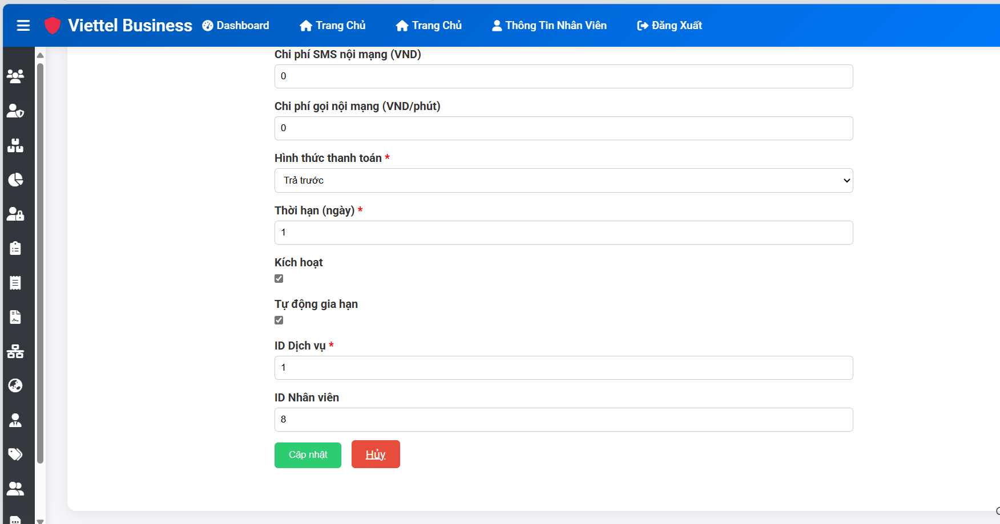 Viettel Business Dashboard Trang Chủ Trang Chủ Thông Tin Nhân Viên Đăng Xuất
Chi phí SMS nội mạng (VND)
0
Chi phí gọi nội mạng (VND/phút)
0
Hình thức thanh toán *
Trả trước
Thời hạn (ngày) *
1
Kích hoạt
Tự động gia hạn
ID Dịch vụ *
1
ID Nhân viên
8
Cập nhật Hủy